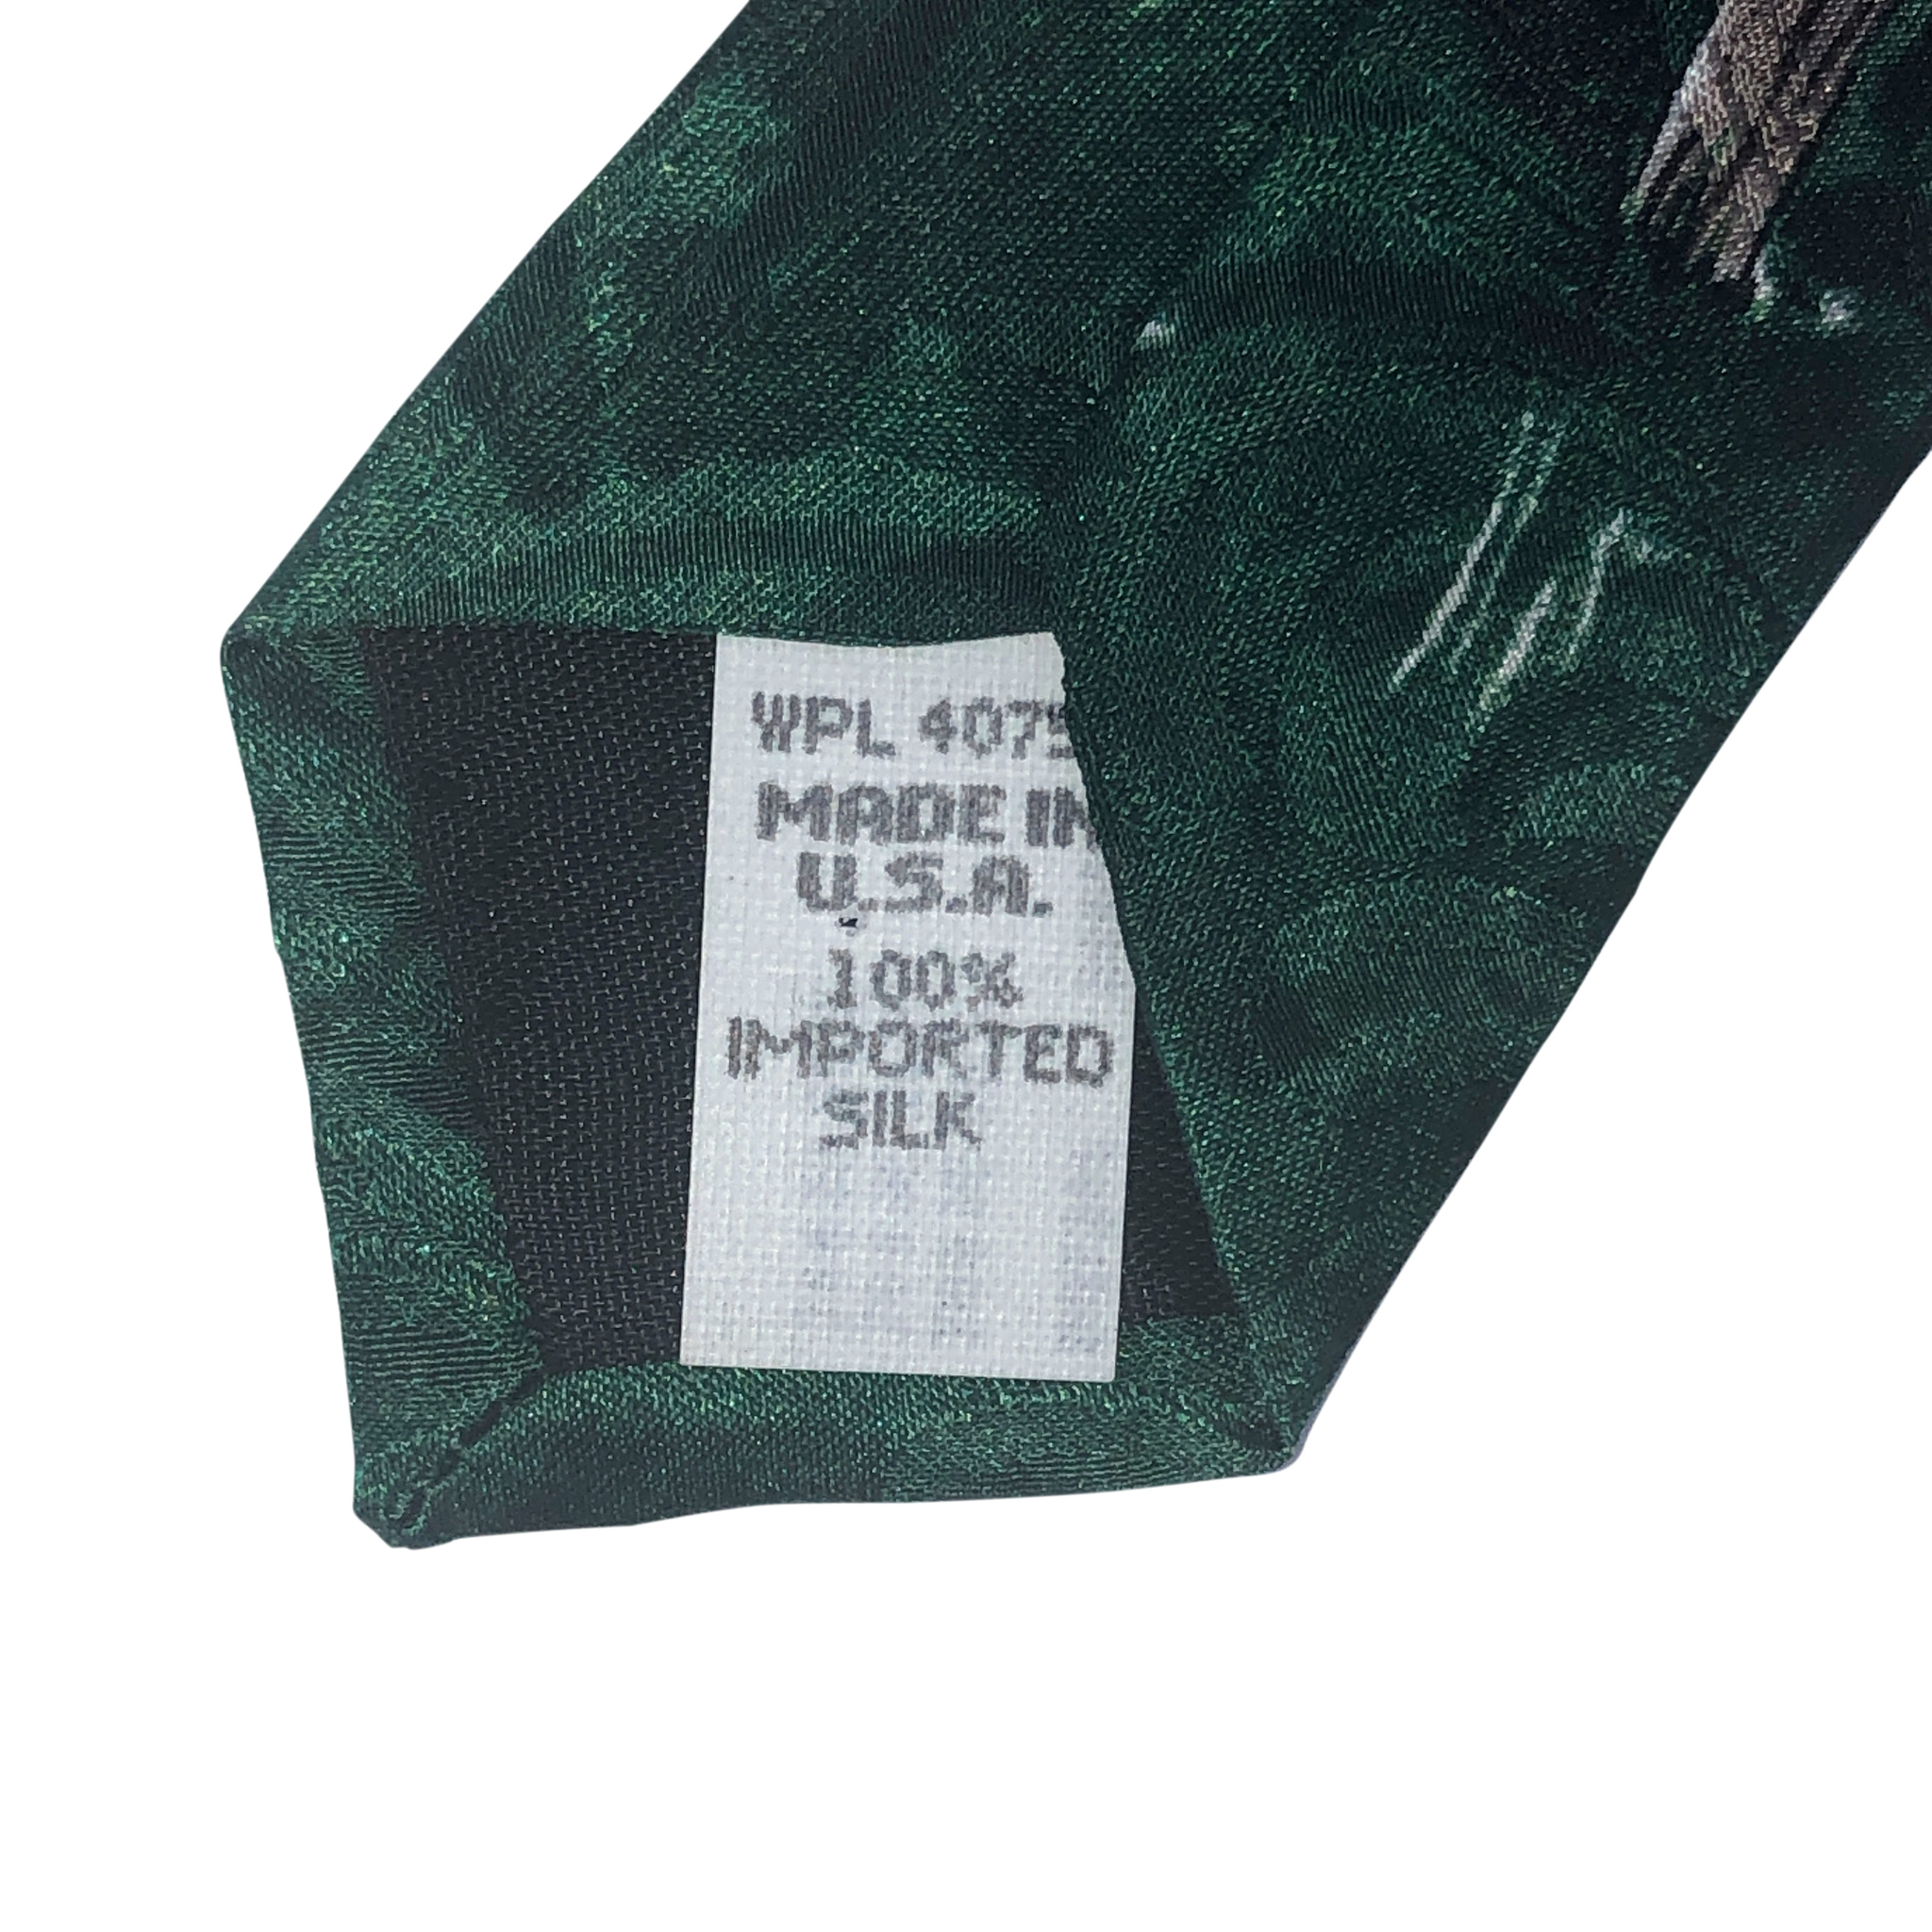 WPL 4075
MADE IN
U.S.A.
100%
IMPORTED
SILK